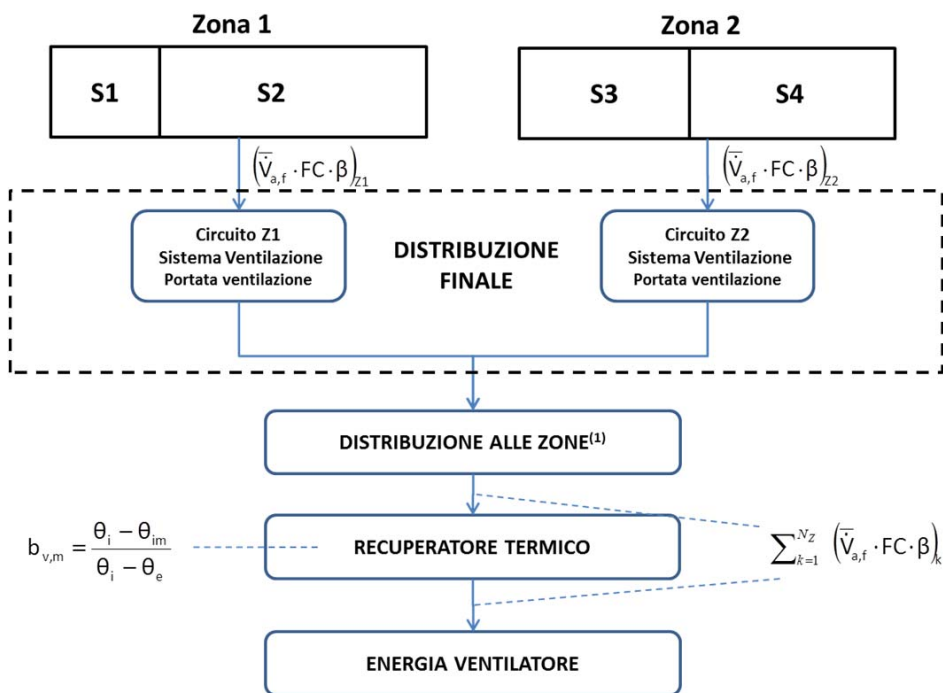 Zona 1
Zona 2
S1
S2
S3
S4
(V̄̇a,f · FC · β)Z1
(V̄̇a,f · FC · β)Z2
Circuito Z1
Sistema Ventilazione
Portata ventilazione
DISTRIBUZIONE
FINALE
Circuito Z2
Sistema Ventilazione
Portata ventilazione
DISTRIBUZIONE ALLE ZONE(1)
bv,m = (θi − θim) / (θi − θe)
RECUPERATORE TERMICO
∑k=1^NZ (V̄̇a,f · FC · β)k
ENERGIA VENTILATORE